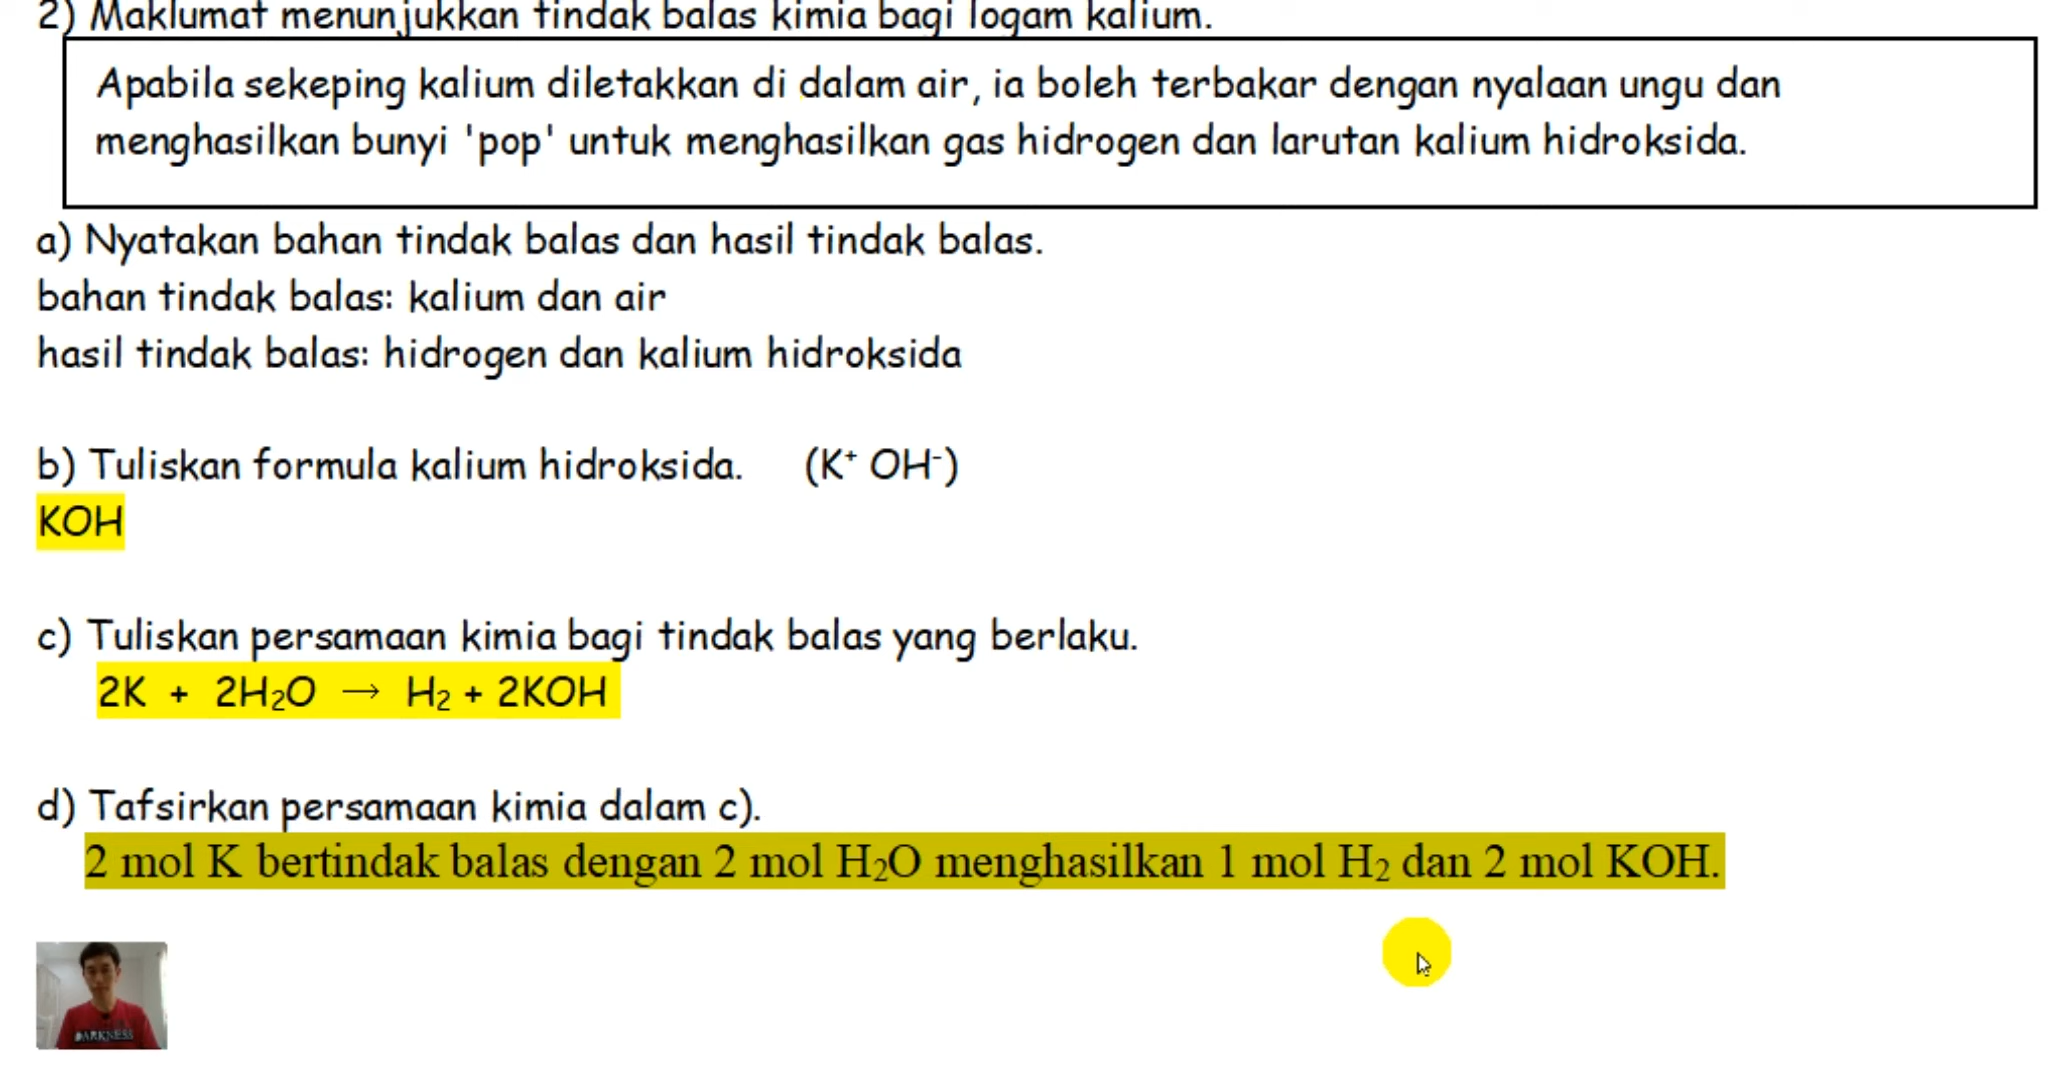 2) Maklumat menunjukkan tindak balas kimia bagi logam kalium.
Apabila sekeping kalium diletakkan di dalam air, ia boleh terbakar dengan nyalaan ungu dan
menghasilkan bunyi 'pop' untuk menghasilkan gas hidrogen dan larutan kalium hidroksida.
a) Nyatakan bahan tindak balas dan hasil tindak balas.
bahan tindak balas: kalium dan air
hasil tindak balas: hidrogen dan kalium hidroksida
b) Tuliskan formula kalium hidroksida. (K⁺ OH⁻)
KOH
c) Tuliskan persamaan kimia bagi tindak balas yang berlaku.
2K + 2H₂O → H₂ + 2KOH
d) Tafsirkan persamaan kimia dalam c).
2 mol K bertindak balas dengan 2 mol H₂O menghasilkan 1 mol H₂ dan 2 mol KOH.
DARKNESS